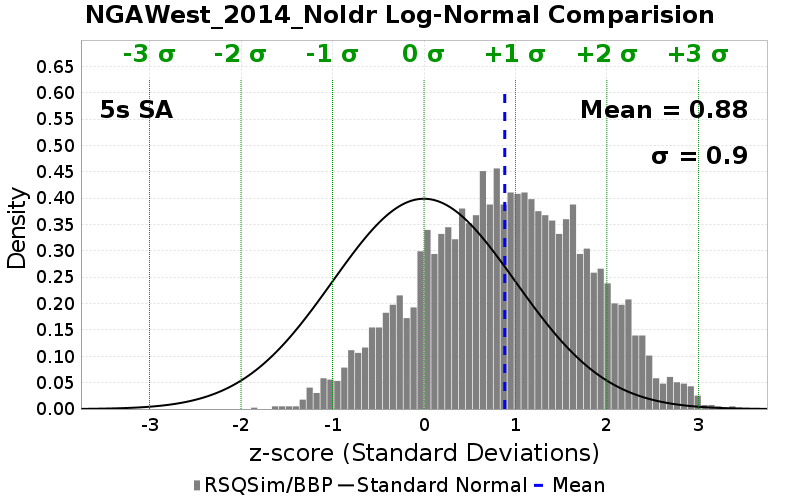 NGAWest_2014_NoIdr Log-Normal Comparision
-3 σ -2 σ -1 σ 0 σ +1 σ +2 σ +3 σ
5s SA
Mean = 0.88
σ = 0.9
Density
0.65
0.60
0.55
0.50
0.45
0.40
0.35
0.30
0.25
0.20
0.15
0.10
0.05
0.00
-3 -2 -1 0 1 2 3
z-score (Standard Deviations)
RSQSim/BBP Standard Normal Mean